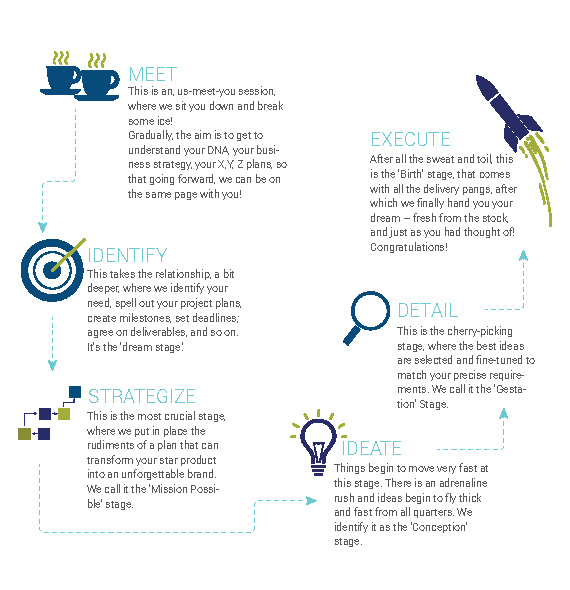 MEET
This is an, us-meet-you session,
where we sit you down and break
some ice!
Gradually, the aim is to get to
understand your DNA, your busi-
ness strategy, your X,Y, Z plans, so
that going forward, we can be on
the same page with you!
IDENTIFY
This takes the relationship, a bit
deeper, where we identify your
need, spell out your project plans,
create milestones, set deadlines,
agree on deliverables, and so on.
It's the 'dream stage'.
STRATEGIZE
This is the most crucial stage,
where we put in place the
rudiments of a plan that can
transform your star product
into an unforgettable brand.
We call it the 'Mission Possi-
ble' stage.
IDEATE
Things begin to move very fast at
this stage. There is an adrenaline
rush and ideas begin to fly thick
and fast from all quarters. We
identify it as the 'Conception'
stage.
DETAIL
This is the cherry-picking
stage, where the best ideas
are selected and fine-tuned to
match your precise require-
ments. We call it the 'Gesta-
tion' Stage.
EXECUTE
After all the sweat and toil, this
is the 'Birth' stage, that comes
with all the delivery pangs, after
which we finally hand you your
dream – fresh from the stock,
and just as you had thought of!
Congratulations!